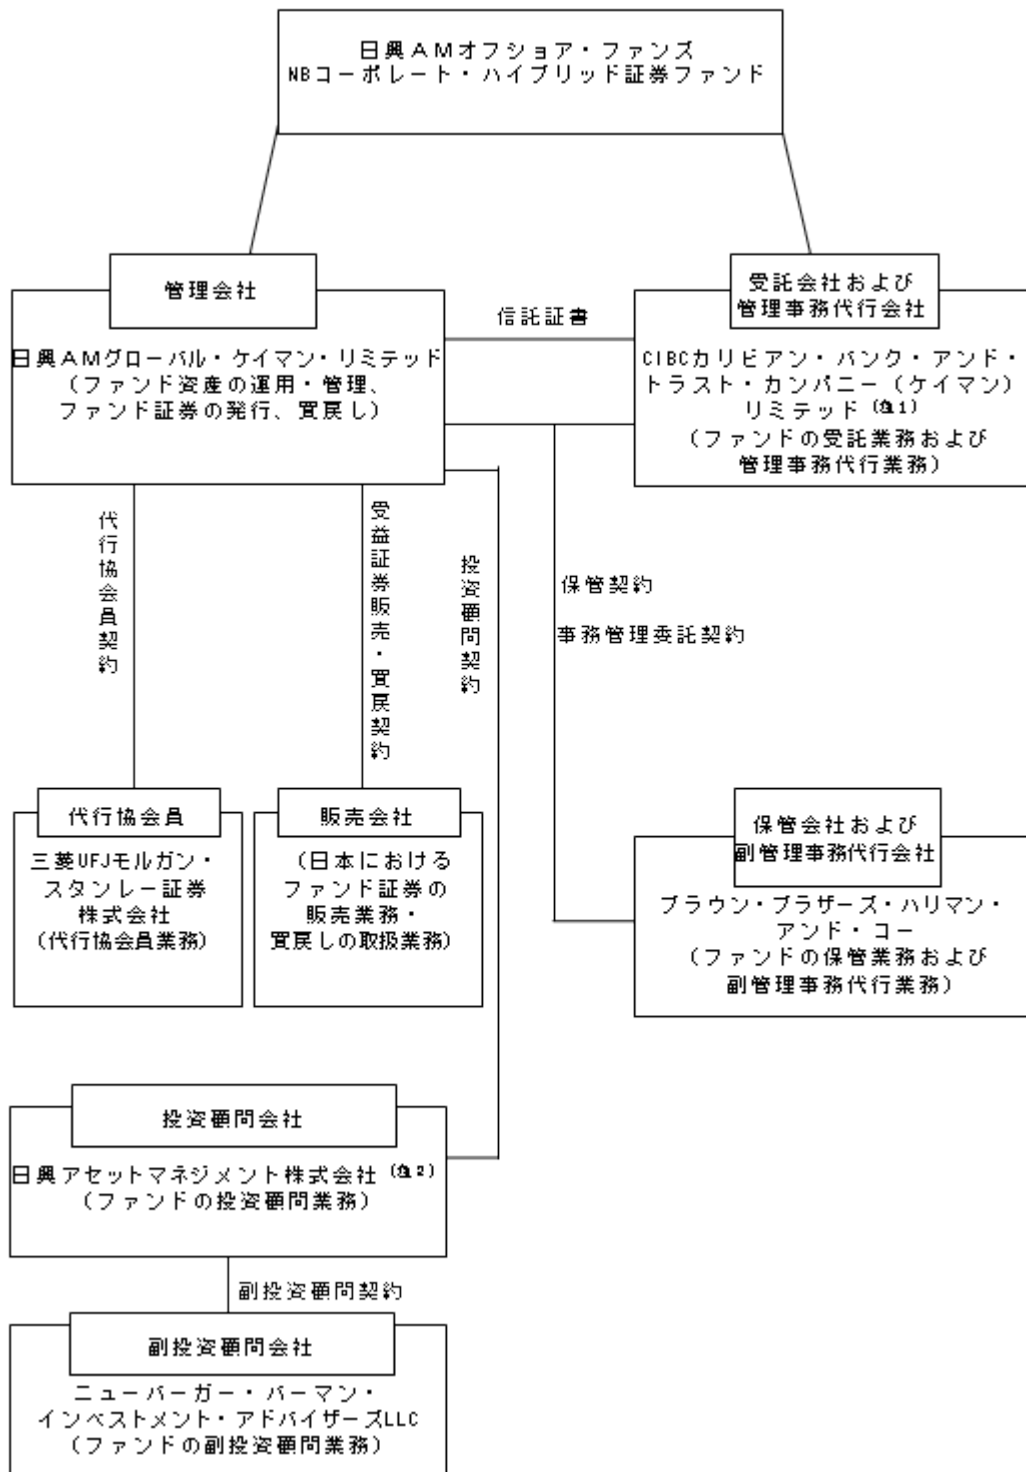 日興AMオフショア・ファンズ
NBコーポレート・ハイブリッド証券ファンド
管理会社
日興AMグローバル・ケイマン・リミテッド
(ファンド資産の運用・管理、
ファンド証券の発行、買戻し)
信託証書
受託会社および
管理事務代行会社
CIBCカリビアン・バンク・アンド・
トラスト・カンパニー(ケイマン)
リミテッド(注1)
(ファンドの受託業務および
管理事務代行業務)
代行協会員契約
受益証券販売・買戻契約
投資顧問契約
保管契約
事務管理委託契約
代行協会員
三菱UFJモルガン・
スタンレー証券
株式会社
(代行協会員業務)
販売会社
(日本における
ファンド証券の
販売業務・
買戻しの取扱業務)
保管会社および
副管理事務代行会社
ブラウン・ブラザーズ・ハリマン・
アンド・コー
(ファンドの保管業務および
副管理事務代行業務)
投資顧問会社
日興アセットマネジメント株式会社(注2)
(ファンドの投資顧問業務)
副投資顧問契約
副投資顧問会社
ニューバーガー・バーマン・
インベストメント・アドバイザーズLLC
(ファンドの副投資顧問業務)